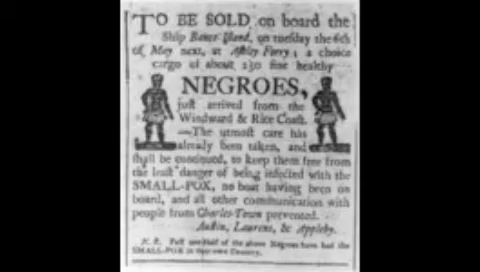 TO BE SOLD on board the
Ship Bance-Island, on tuesday the 6th
of May next, at Ashley-Ferry; a choice
cargo of about 250 fine healthy
NEGROES,
just arrived from the
Windward & Rice Coast.
—The utmost care has
already been taken, and
shall be continued, to keep them free from
the least danger of being infected with the
SMALL-POX, no boat having been on
board, and all other communication with
people from Charles-Town prevented.
Austin, Laurens, & Appleby.
N. B. Full one Half of the above Negroes have had the
SMALL-POX in their own Country.